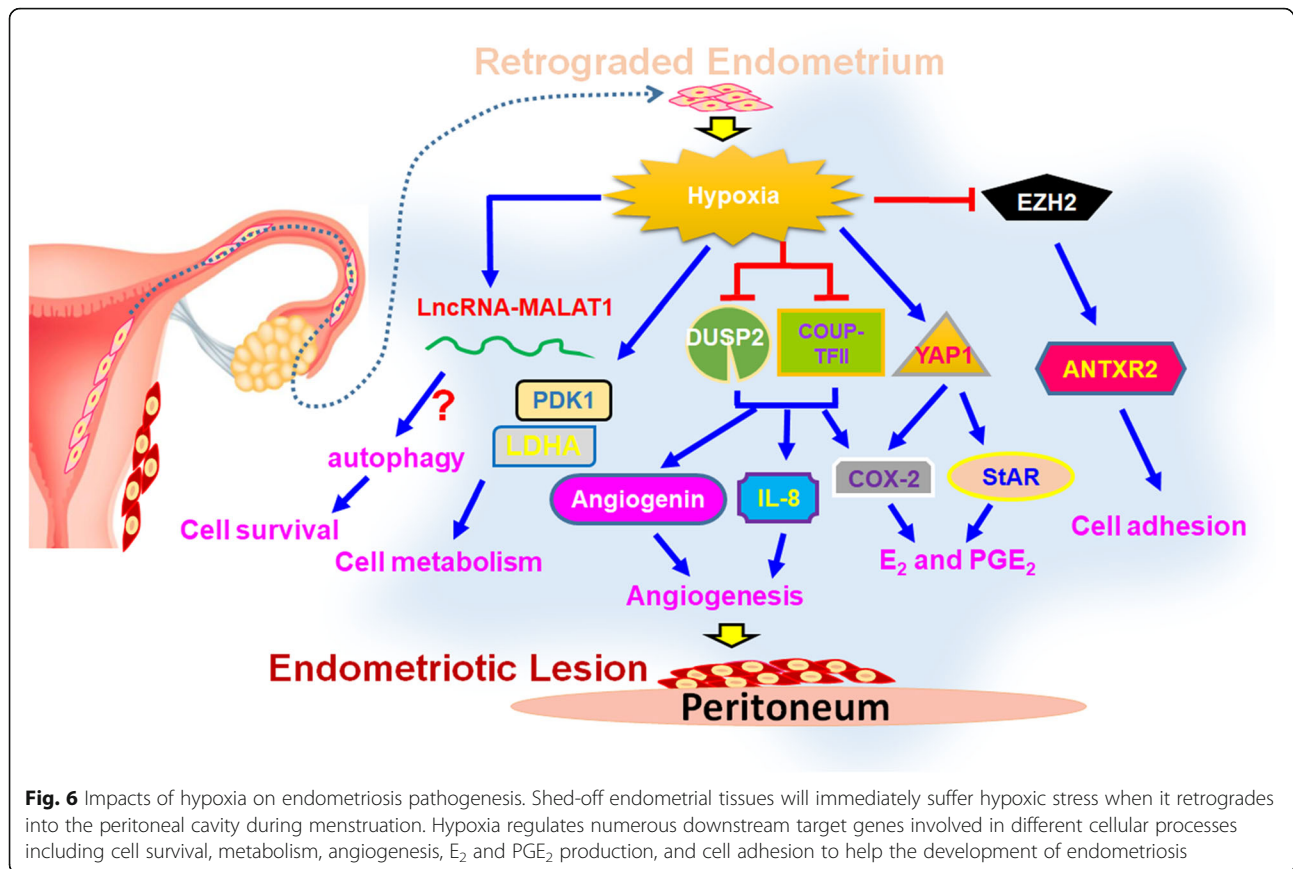 Retrograded Endometrium
Hypoxia
EZH2
LncRNA-MALAT1
DUSP2
COUP-
TFII
YAP1
ANTXR2
?
PDK1
LDHA
autophagy
Angiogenin
IL-8
COX-2
StAR
Cell survival
Cell metabolism
E₂ and PGE₂
Cell adhesion
Angiogenesis
Endometriotic Lesion
Peritoneum
Fig. 6 Impacts of hypoxia on endometriosis pathogenesis. Shed-off endometrial tissues will immediately suffer hypoxic stress when it retrogrades
into the peritoneal cavity during menstruation. Hypoxia regulates numerous downstream target genes involved in different cellular processes
including cell survival, metabolism, angiogenesis, E₂ and PGE₂ production, and cell adhesion to help the development of endometriosis